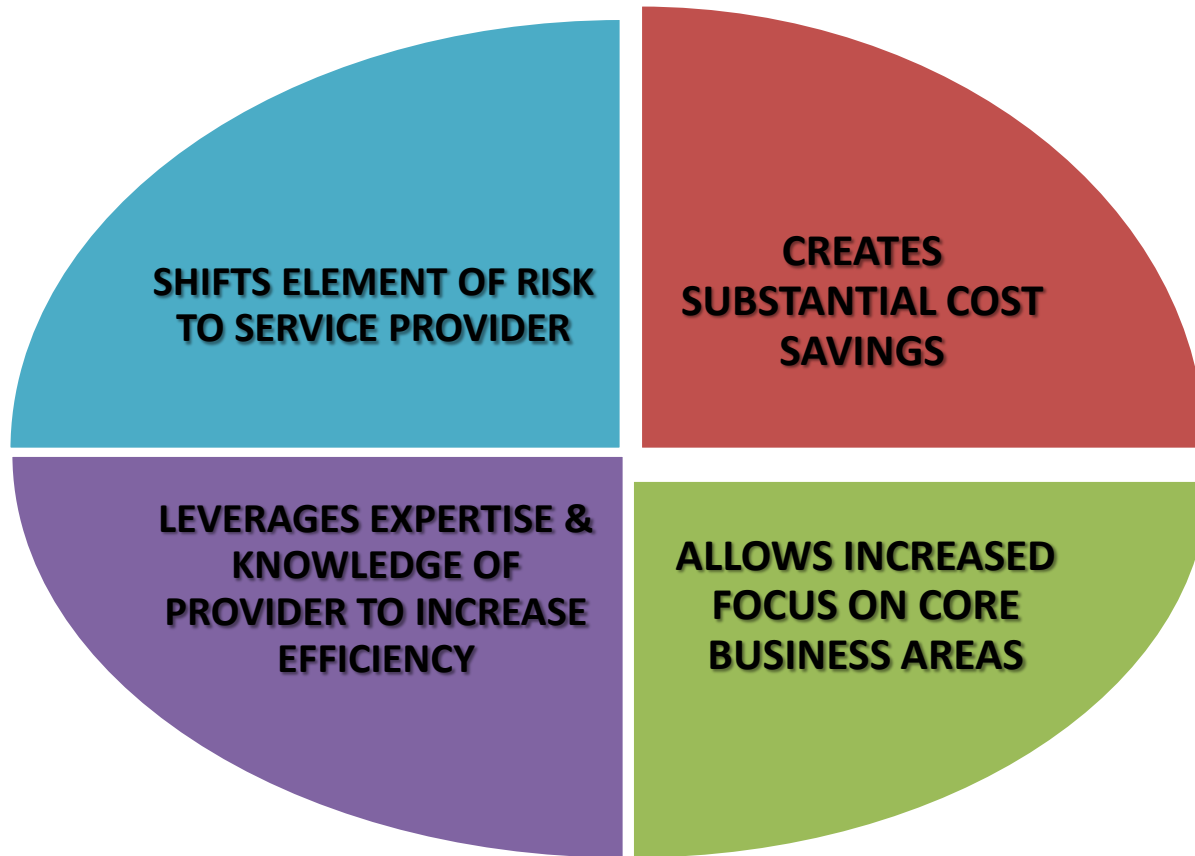 SHIFTS ELEMENT OF RISK
TO SERVICE PROVIDER
CREATES
SUBSTANTIAL COST
SAVINGS
LEVERAGES EXPERTISE &
KNOWLEDGE OF
PROVIDER TO INCREASE
EFFICIENCY
ALLOWS INCREASED
FOCUS ON CORE
BUSINESS AREAS